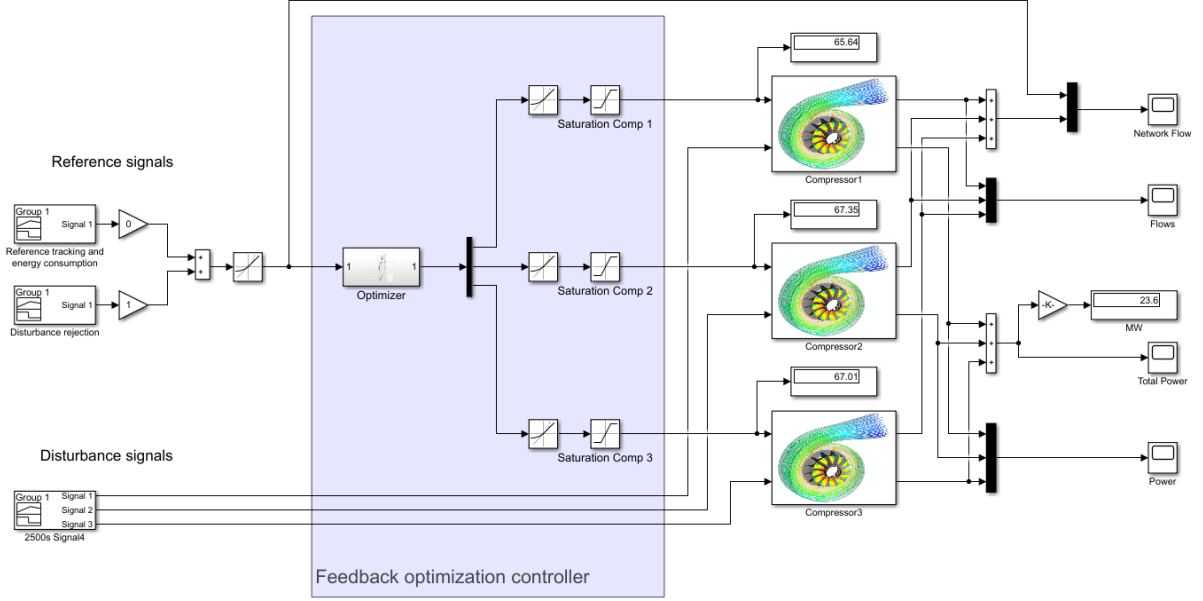 65.64
Saturation Comp 1
Compressor1
Network Flow
Reference signals
Group 1
Signal 1
0
Reference tracking and
energy consumption
+
+
Group 1
Signal 1
1
Disturbance rejection
1
1
Optimizer
67.35
Saturation Comp 2
Compressor2
+
+
+
Flows
-K-
23.6
MW
+
+
+
Total Power
67.01
Saturation Comp 3
Compressor3
Power
Disturbance signals
Group 1
Signal 1
Signal 2
Signal 3
2500s Signal4
Feedback optimization controller